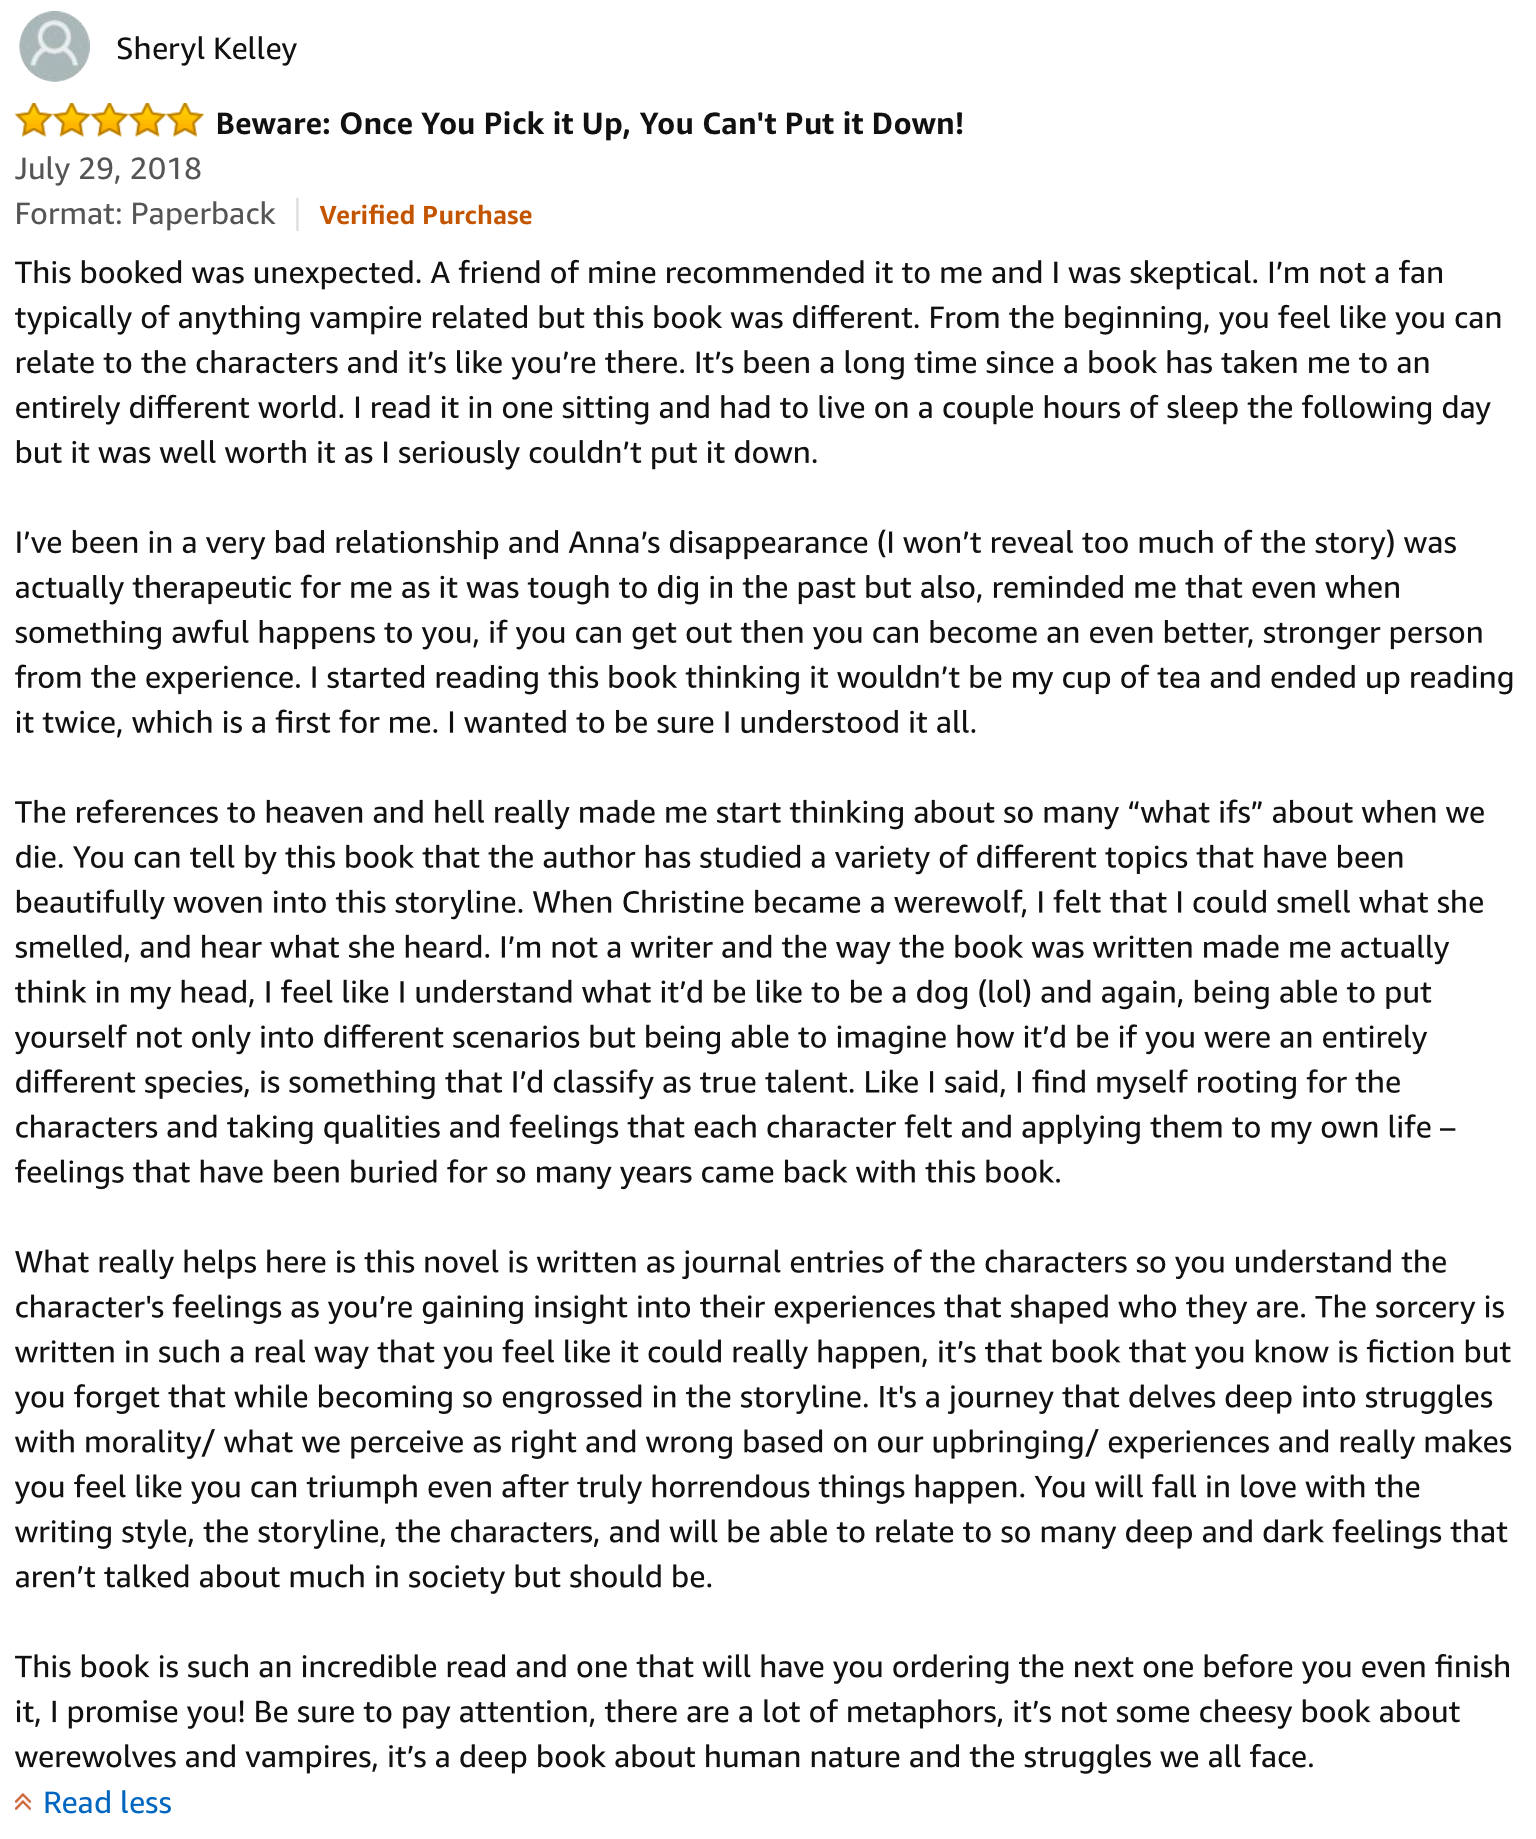 Sheryl Kelley
Beware: Once You Pick it Up, You Can't Put it Down!
July 29, 2018
Format: Paperback | Verified Purchase
This booked was unexpected. A friend of mine recommended it to me and I was skeptical. I’m not a fan
typically of anything vampire related but this book was different. From the beginning, you feel like you can
relate to the characters and it’s like you’re there. It’s been a long time since a book has taken me to an
entirely different world. I read it in one sitting and had to live on a couple hours of sleep the following day
but it was well worth it as I seriously couldn’t put it down.
I’ve been in a very bad relationship and Anna’s disappearance (I won’t reveal too much of the story) was
actually therapeutic for me as it was tough to dig in the past but also, reminded me that even when
something awful happens to you, if you can get out then you can become an even better, stronger person
from the experience. I started reading this book thinking it wouldn’t be my cup of tea and ended up reading
it twice, which is a first for me. I wanted to be sure I understood it all.
The references to heaven and hell really made me start thinking about so many “what ifs” about when we
die. You can tell by this book that the author has studied a variety of different topics that have been
beautifully woven into this storyline. When Christine became a werewolf, I felt that I could smell what she
smelled, and hear what she heard. I’m not a writer and the way the book was written made me actually
think in my head, I feel like I understand what it’d be like to be a dog (lol) and again, being able to put
yourself not only into different scenarios but being able to imagine how it’d be if you were an entirely
different species, is something that I’d classify as true talent. Like I said, I find myself rooting for the
characters and taking qualities and feelings that each character felt and applying them to my own life –
feelings that have been buried for so many years came back with this book.
What really helps here is this novel is written as journal entries of the characters so you understand the
character's feelings as you’re gaining insight into their experiences that shaped who they are. The sorcery is
written in such a real way that you feel like it could really happen, it’s that book that you know is fiction but
you forget that while becoming so engrossed in the storyline. It's a journey that delves deep into struggles
with morality/ what we perceive as right and wrong based on our upbringing/ experiences and really makes
you feel like you can triumph even after truly horrendous things happen. You will fall in love with the
writing style, the storyline, the characters, and will be able to relate to so many deep and dark feelings that
aren’t talked about much in society but should be.
This book is such an incredible read and one that will have you ordering the next one before you even finish
it, I promise you! Be sure to pay attention, there are a lot of metaphors, it’s not some cheesy book about
werewolves and vampires, it’s a deep book about human nature and the struggles we all face.
Read less